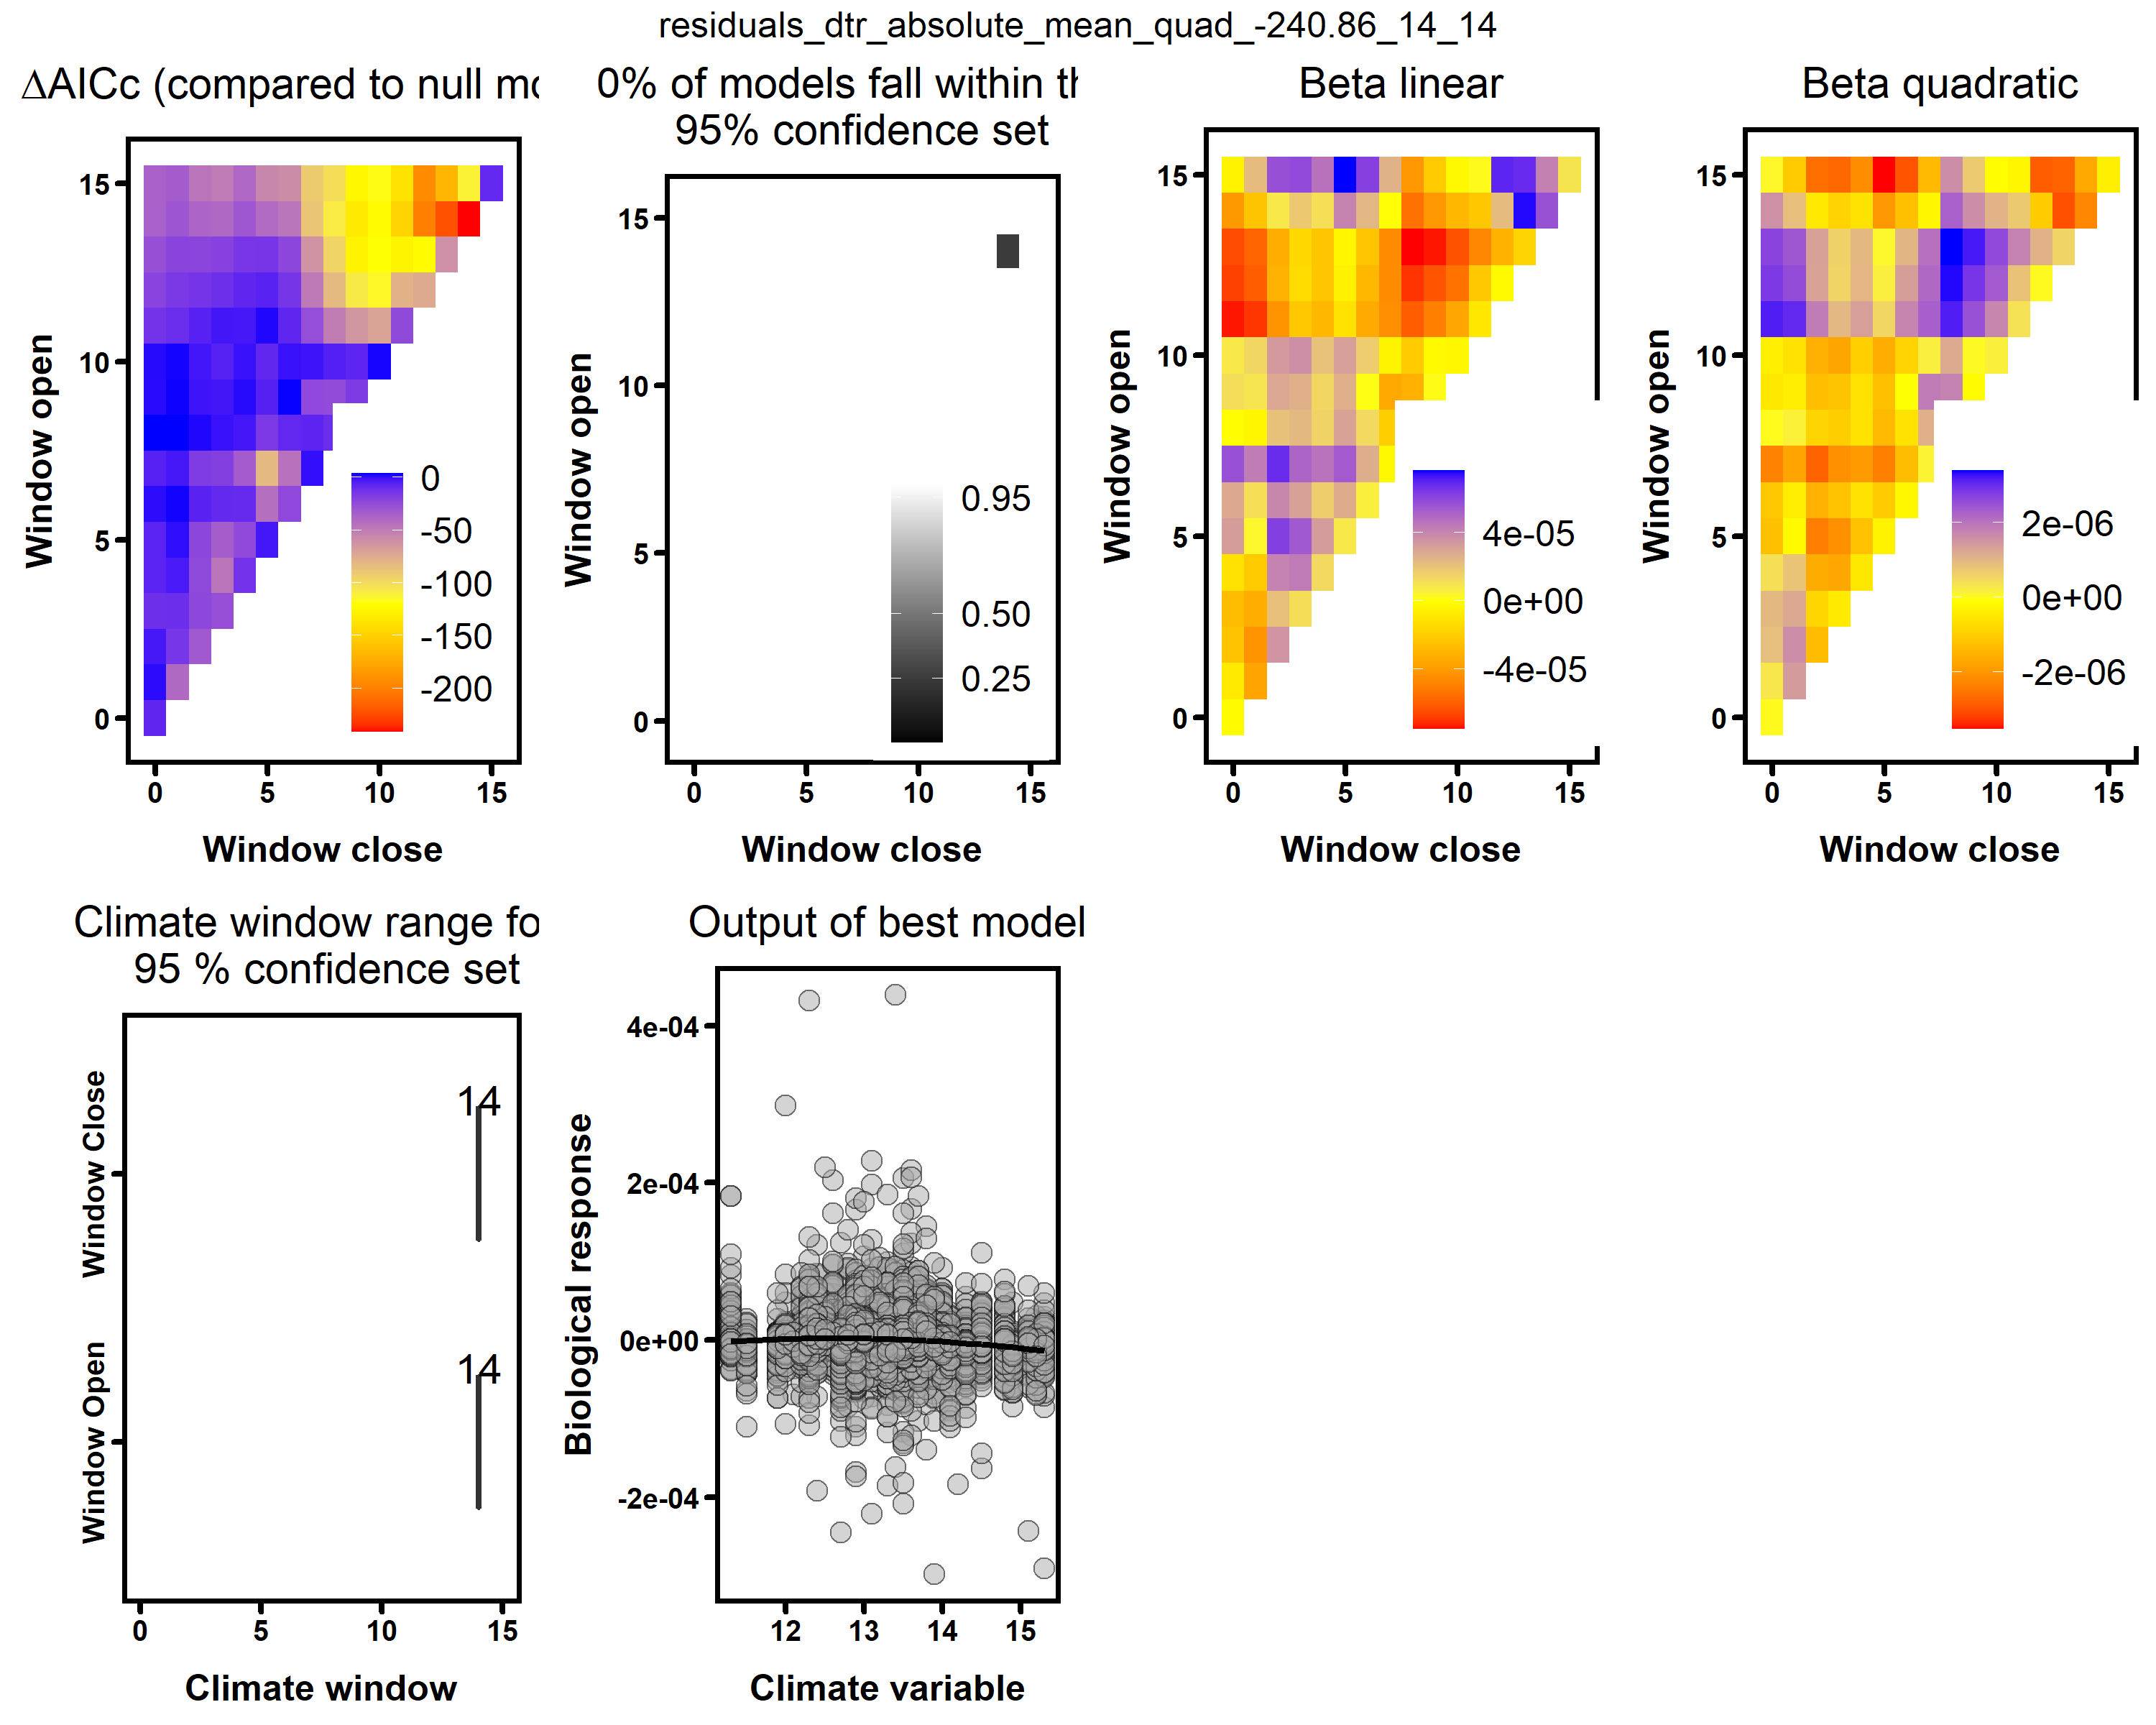 residuals_dtr_absolute_mean_quad_-240.86_14_14
ΔAICc (compared to null mo
15
10
5
0
0
-50
-100
-150
-200
0 5 10 15
Window open
Window close
0% of models fall within th
95% confidence set
15
10
5
0
0.95
0.50
0.25
0 5 10 15
Window open
Window close
Beta linear
15
10
5
0
4e-05
0e+00
-4e-05
0 5 10 15
Window open
Window close
Beta quadratic
15
10
5
0
2e-06
0e+00
-2e-06
0 5 10 15
Window open
Window close
Climate window range fo
95 % confidence set
Window Close
Window Open
14
14
0 5 10 15
Climate window
Output of best model
4e-04
2e-04
0e+00
-2e-04
12 13 14 15
Biological response
Climate variable